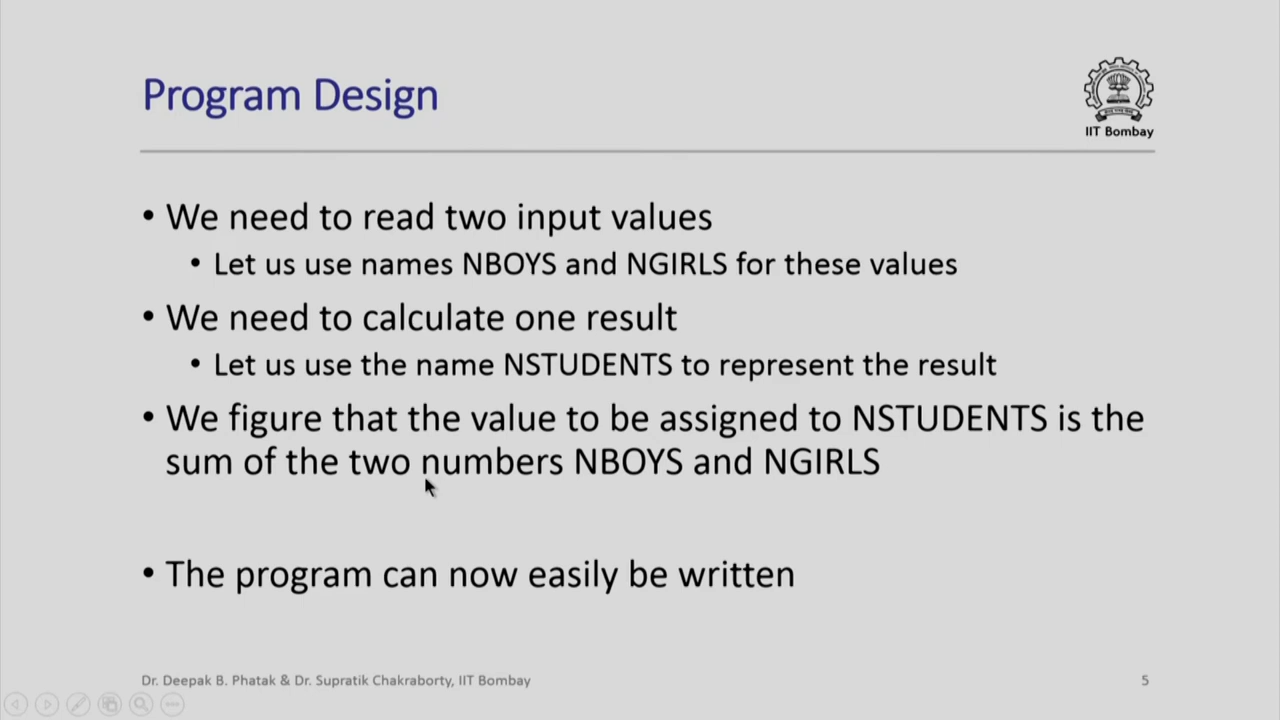 Program Design
IIT Bombay
• We need to read two input values
• Let us use names NBOYS and NGIRLS for these values
• We need to calculate one result
• Let us use the name NSTUDENTS to represent the result
• We figure that the value to be assigned to NSTUDENTS is the
sum of the two numbers NBOYS and NGIRLS
• The program can now easily be written
Dr. Deepak B. Phatak & Dr. Supratik Chakraborty, IIT Bombay
5